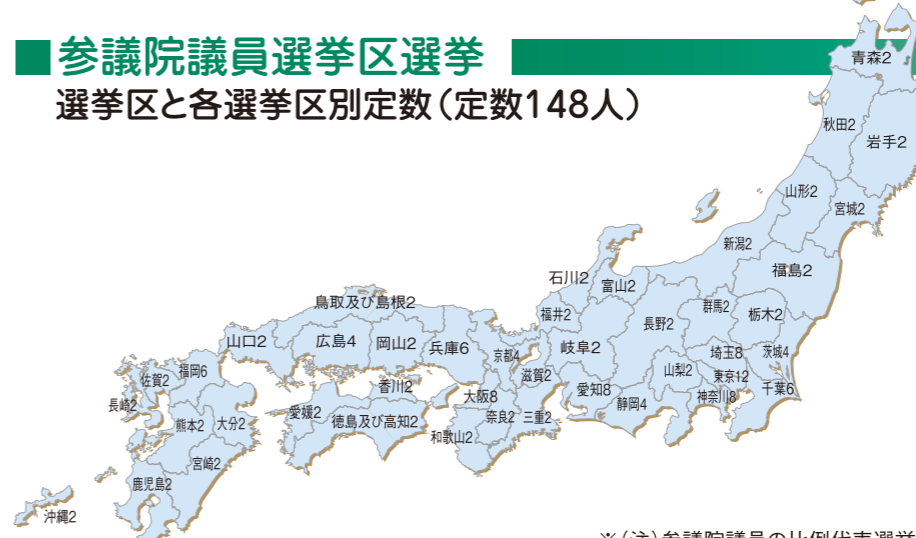 ■参議院議員選挙区選挙
選挙区と各選挙区別定数（定数148人）
青森2
秋田2
岩手2
山形2
宮城2
新潟2
福島2
石川2
富山2
鳥取及び島根2
福井2
長野2
群馬2
栃木2
山口2
広島4
岡山2
兵庫6
京都4
岐阜2
埼玉8
茨城4
滋賀2
山梨2
東京12
佐賀2
福岡6
香川2
大阪8
愛知8
静岡4
神奈川8
千葉6
長崎2
熊本2
大分2
愛媛2
徳島及び高知2
奈良2
三重2
和歌山2
宮崎2
鹿児島2
沖縄2